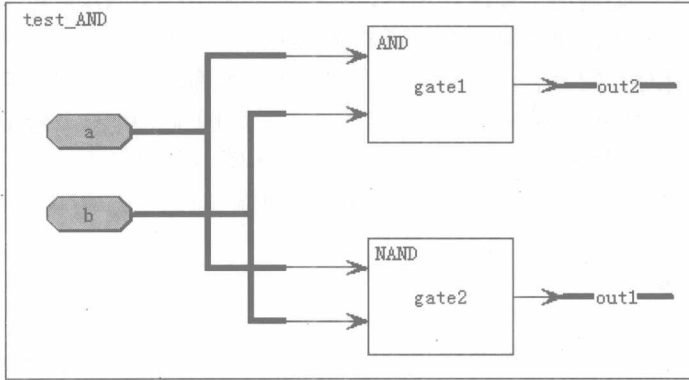 test_AND
AND
gate1
out2
a
b
NAND
gate2
out1